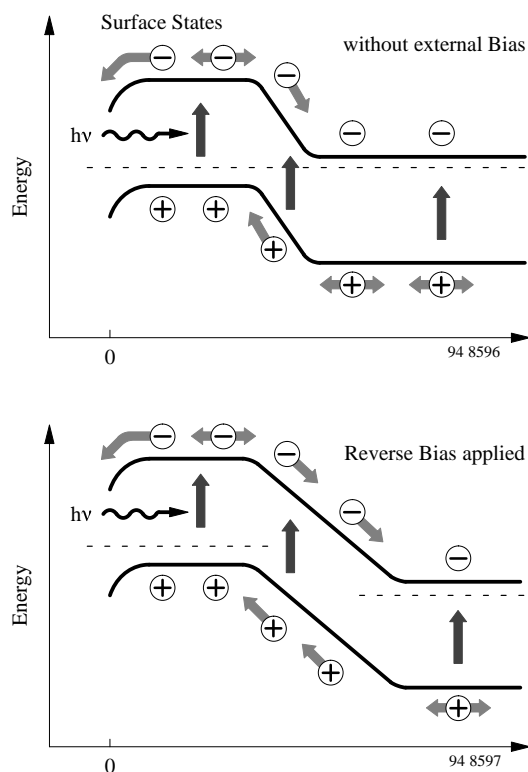 Surface States
without external Bias
hν
Energy
0
94 8596
Reverse Bias applied
hν
Energy
0
94 8597